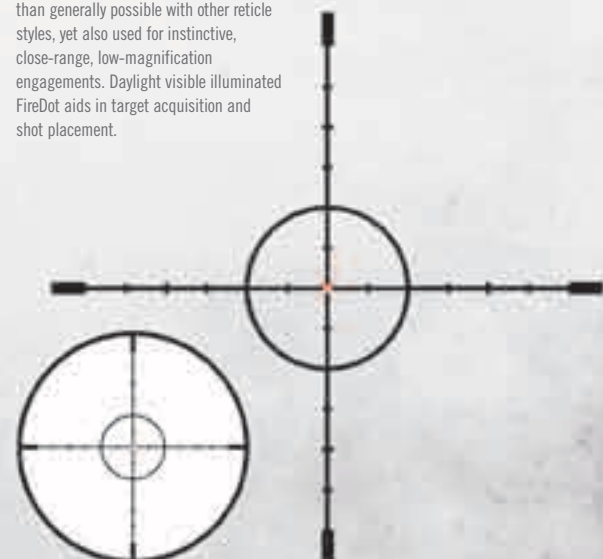 than generally possible with other reticle
styles, yet also used for instinctive,
close-range, low-magnification
engagements. Daylight visible illuminated
FireDot aids in target acquisition and
shot placement.